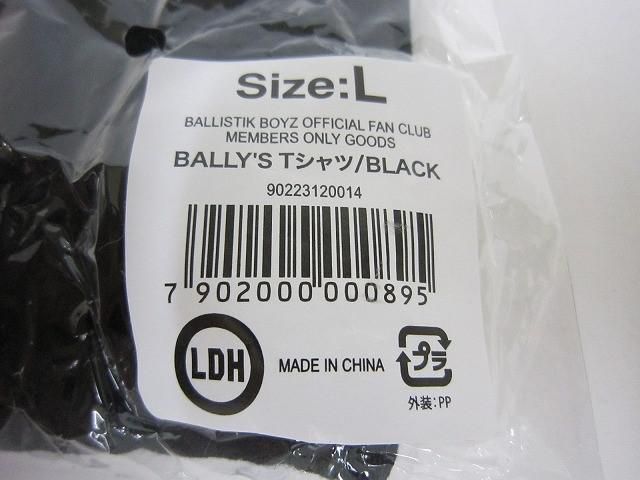 Size:L
BALLISTIK BOYZ OFFICIAL FAN CLUB
MEMBERS ONLY GOODS
BALLY'S Tシャツ/BLACK
90223120014
7 902000 000895
LDH
MADE IN CHINA
プラ
外装:PP